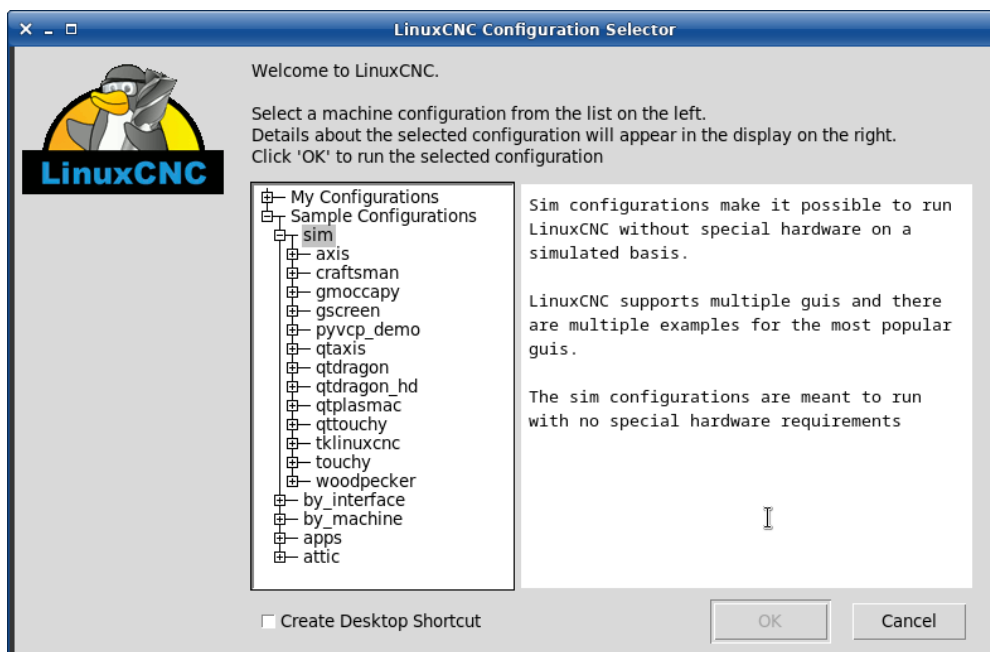 LinuxCNC Configuration Selector
LinuxCNC
Welcome to LinuxCNC.
Select a machine configuration from the list on the left.
Details about the selected configuration will appear in the display on the right.
Click 'OK' to run the selected configuration
My Configurations
Sample Configurations
sim
axis
craftsman
gmoccapy
gscreen
pyvcp_demo
qtaxis
qtdragon
qtdragon_hd
qtplasmac
qttouchy
tklinuxcnc
touchy
woodpecker
by_interface
by_machine
apps
attic
Sim configurations make it possible to run
LinuxCNC without special hardware on a
simulated basis.
LinuxCNC supports multiple guis and there
are multiple examples for the most popular
guis.
The sim configurations are meant to run
with no special hardware requirements
Create Desktop Shortcut
OK
Cancel